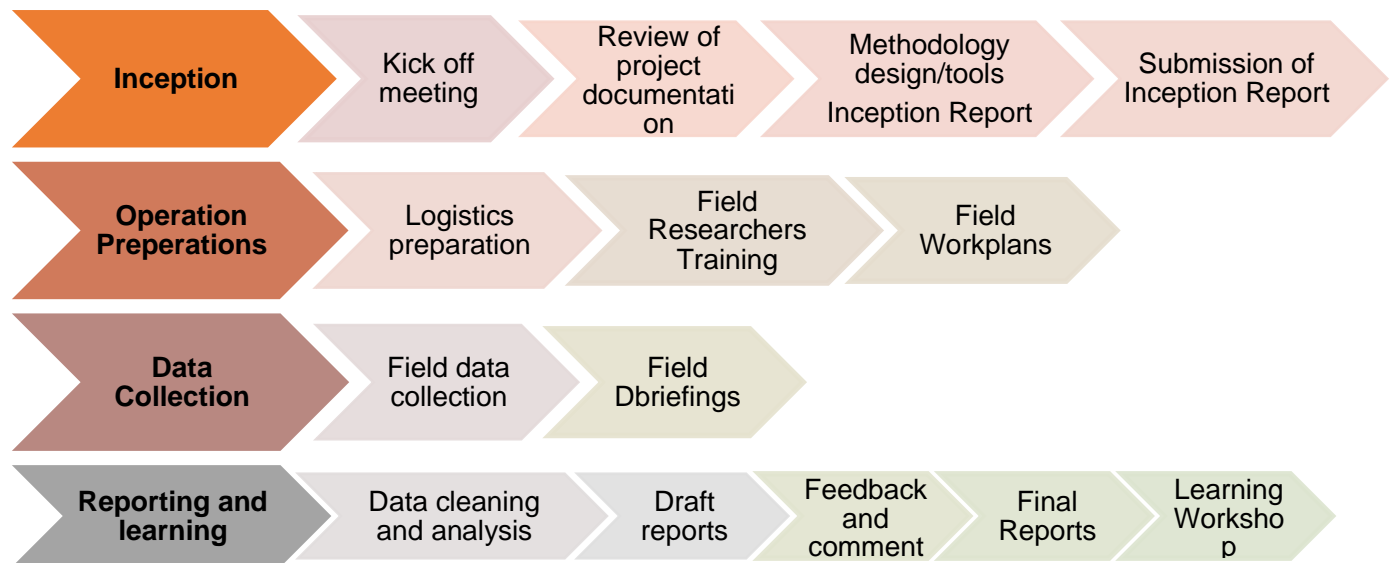 Inception
Kick off
meeting
Review of
project
documentati
on
Methodology
design/tools
Inception Report
Submission of
Inception Report
Operation
Preperations
Logistics
preparation
Field
Researchers
Training
Field
Workplans
Data
Collection
Field data
collection
Field
Dbriefings
Reporting and
learning
Data cleaning
and analysis
Draft
reports
Feedback
and
comment
Final
Reports
Learning
Worksho
p